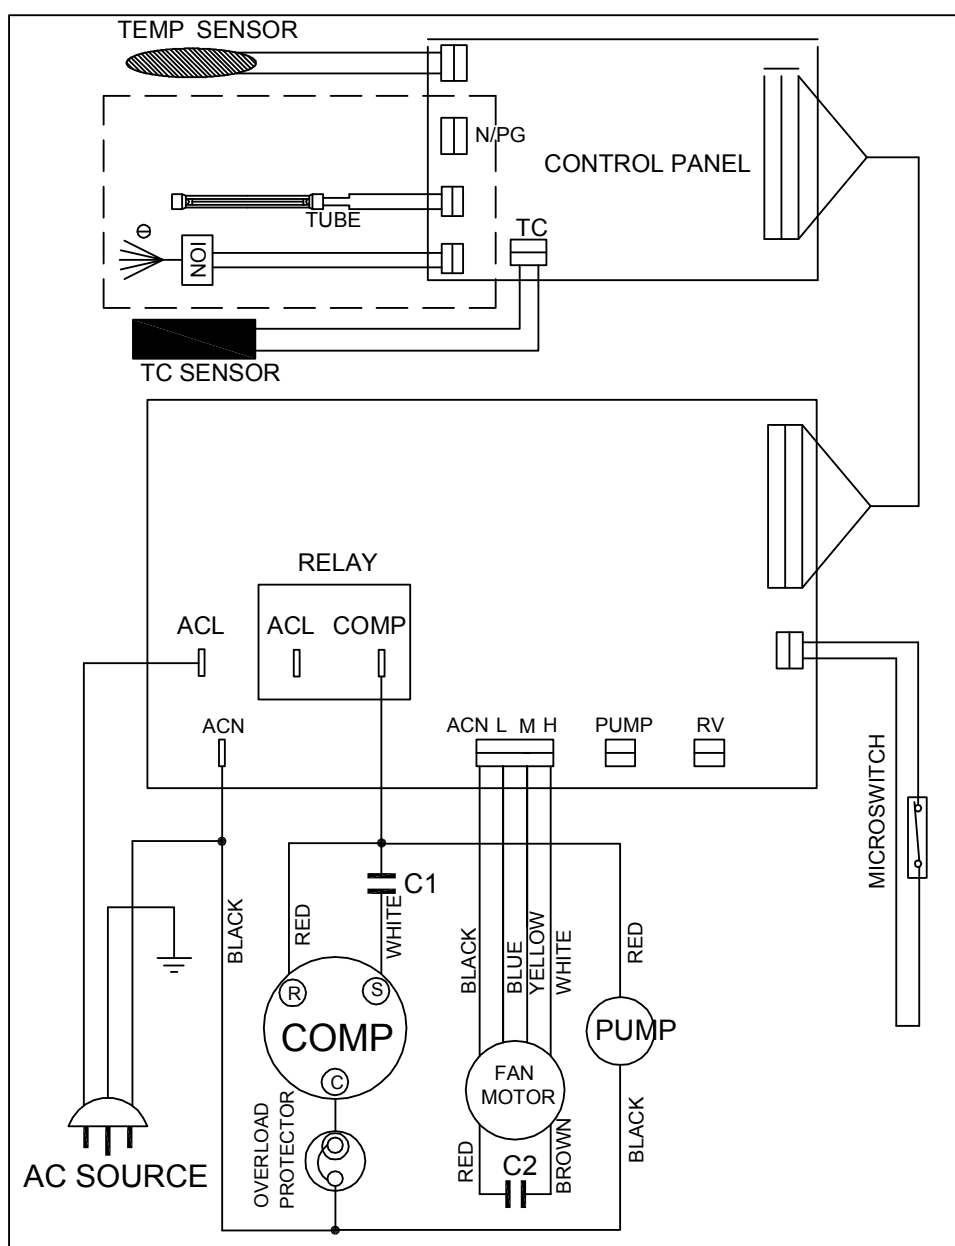 TEMP SENSOR
N/PG
CONTROL PANEL
TUBE
TC
ION
TC SENSOR
RELAY
ACL
ACL COMP
ACN
ACN L M H
PUMP
RV
MICROSWITCH
C1
BLACK
RED
WHITE
BLACK
BLUE
YELLOW
WHITE
RED
R
S
COMP
C
PUMP
FAN
MOTOR
OVERLOAD
PROTECTOR
RED
C2
BROWN
BLACK
AC SOURCE